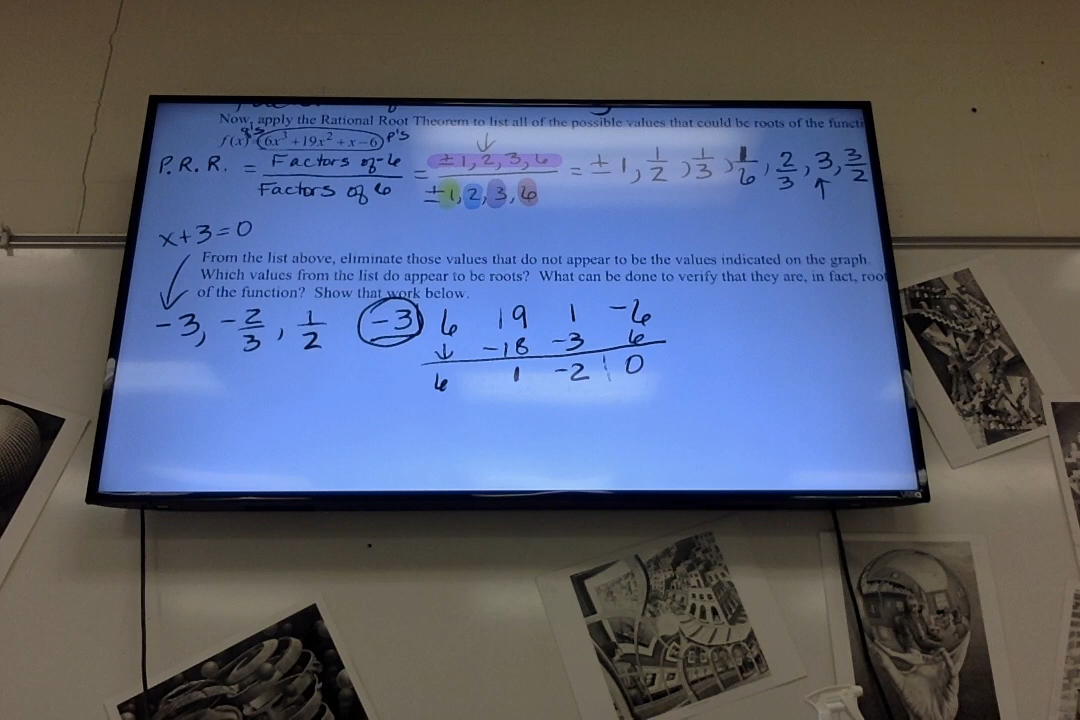 Now, apply the Rational Root Theorem to list all of the possible values that could be roots of the functi
q's p's
f(x) 6x³ + 19x² + x - 6
P.R.R. = Factors of -6 / Factors of 6 = ± 1, 2, 3, 6 / ± 1, 2, 3, 6 = ± 1, 1/2, 1/3, 1/6, 2/3, 3, 3/2
x + 3 = 0
From the list above, eliminate those values that do not appear to be the values indicated on the graph.
Which values from the list do appear to be roots? What can be done to verify that they are, in fact, roo
of the function? Show that work below.
-3, -2/3, 1/2 -3 6 19 1 -6
↓ -18 -3 6
6 1 -2 0